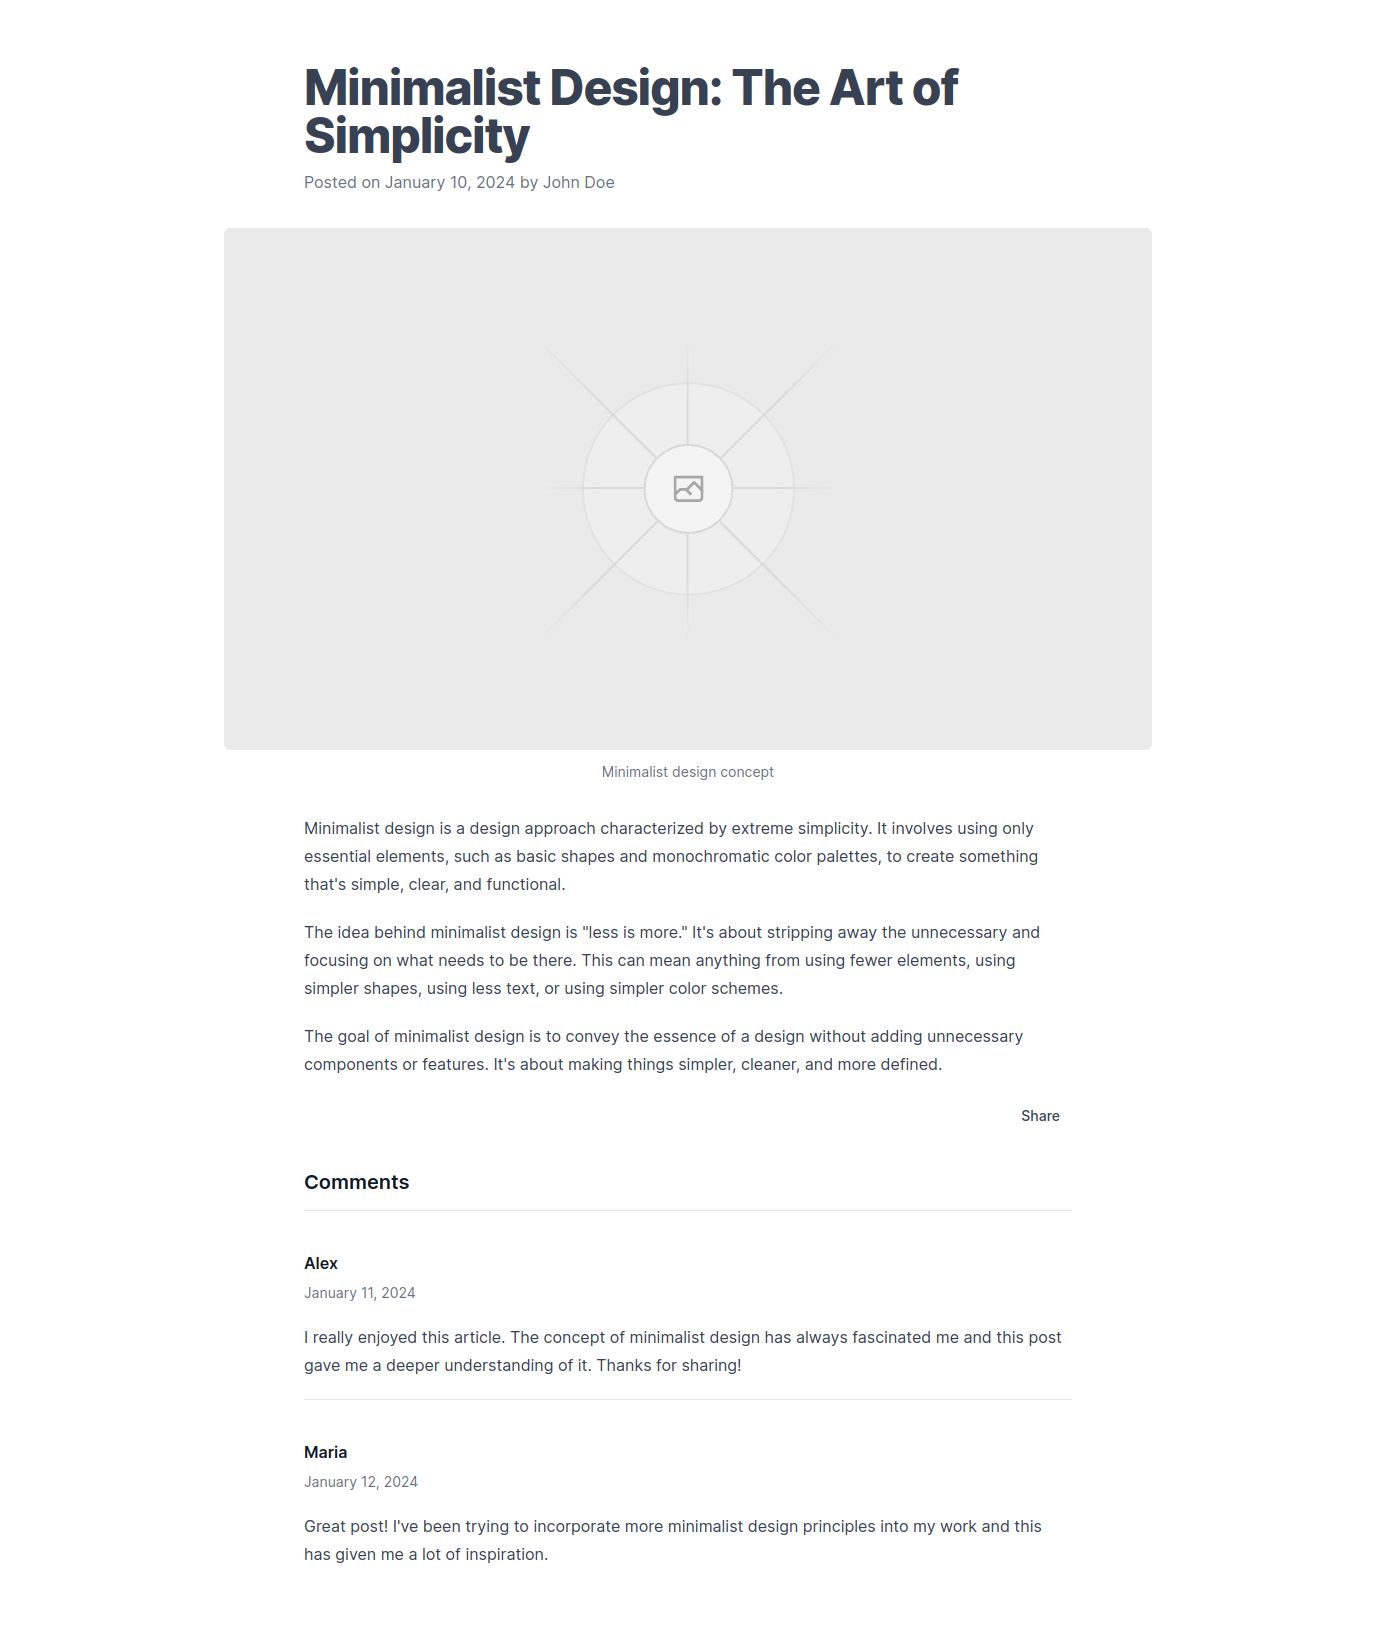 Minimalist Design: The Art of
Simplicity
Posted on January 10, 2024 by John Doe
Minimalist design concept
Minimalist design is a design approach characterized by extreme simplicity. It involves using only
essential elements, such as basic shapes and monochromatic color palettes, to create something
that's simple, clear, and functional.
The idea behind minimalist design is "less is more." It's about stripping away the unnecessary and
focusing on what needs to be there. This can mean anything from using fewer elements, using
simpler shapes, using less text, or using simpler color schemes.
The goal of minimalist design is to convey the essence of a design without adding unnecessary
components or features. It's about making things simpler, cleaner, and more defined.
Share
Comments
Alex
January 11, 2024
I really enjoyed this article. The concept of minimalist design has always fascinated me and this post
gave me a deeper understanding of it. Thanks for sharing!
Maria
January 12, 2024
Great post! I've been trying to incorporate more minimalist design principles into my work and this
has given me a lot of inspiration.